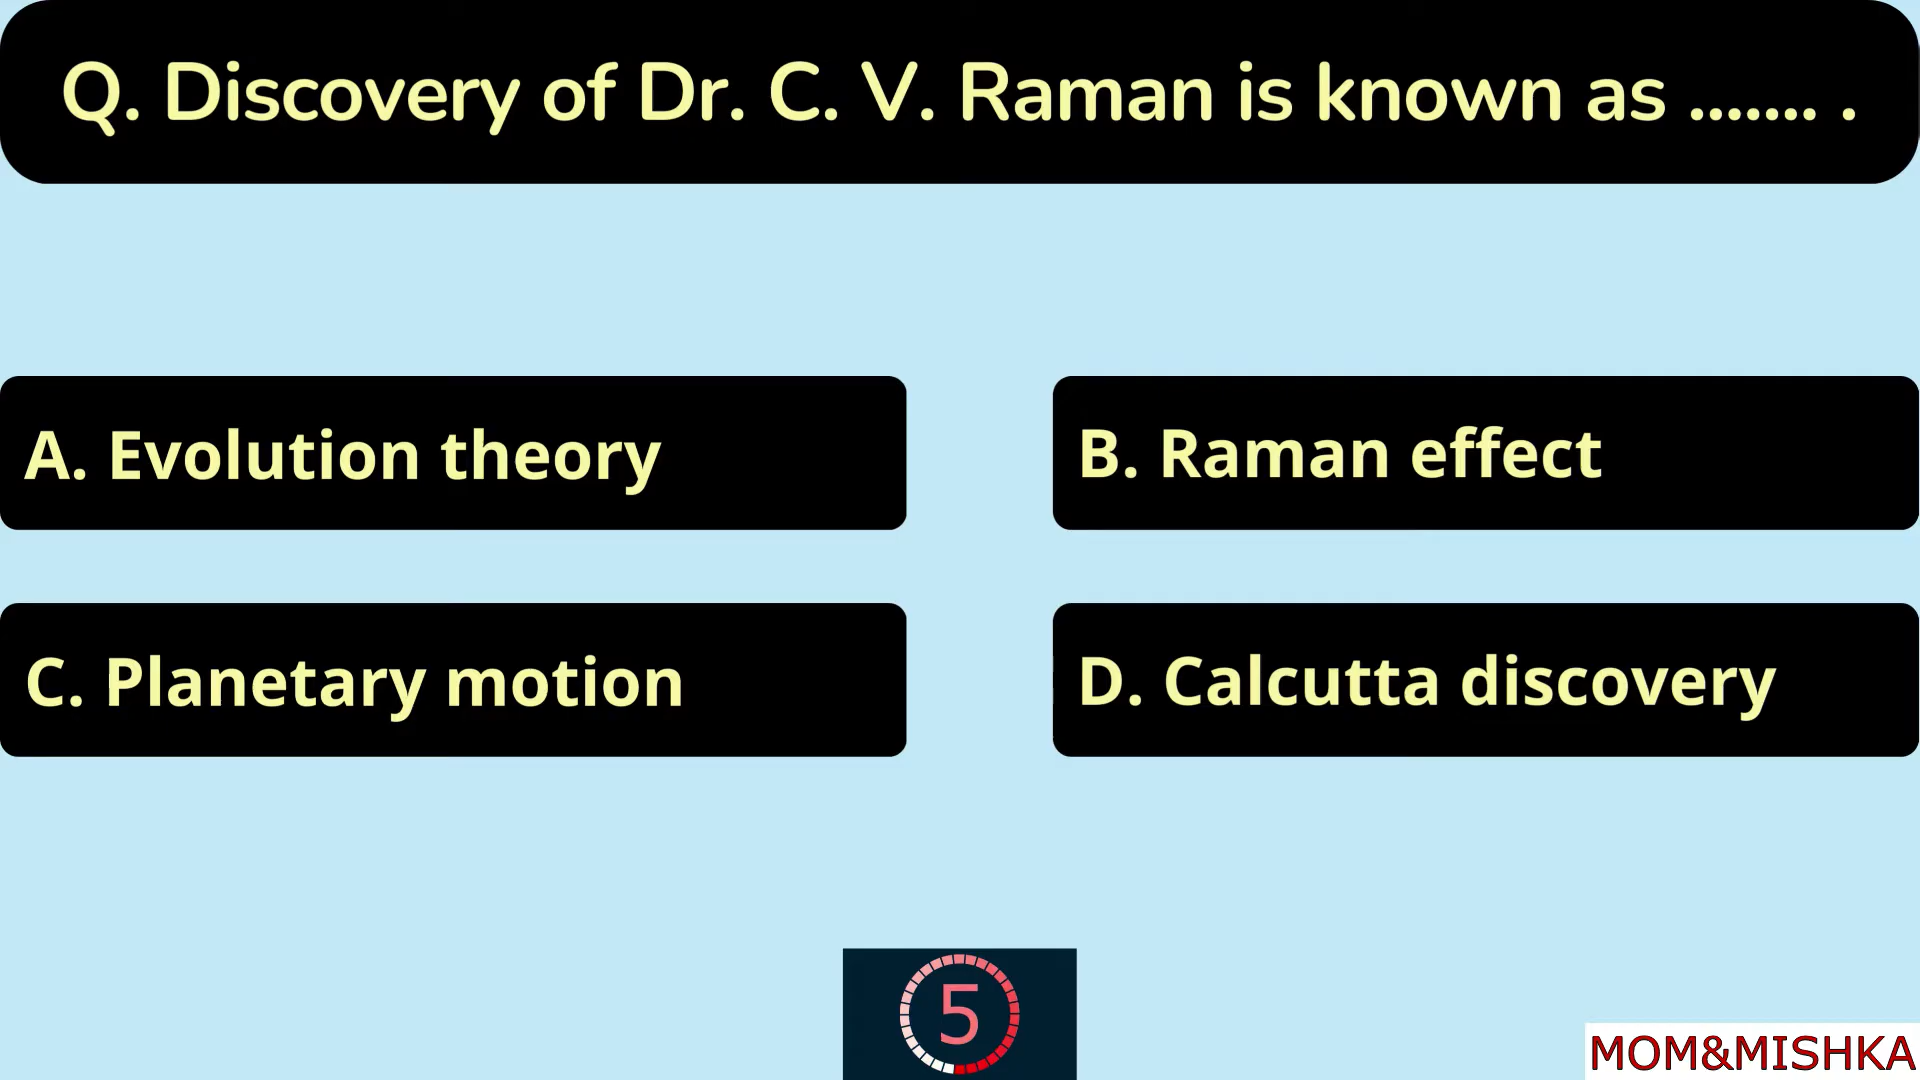 Q. Discovery of Dr. C. V. Raman is known as ....... .
A. Evolution theory
B. Raman effect
C. Planetary motion
D. Calcutta discovery
5
MOM&MISHKA